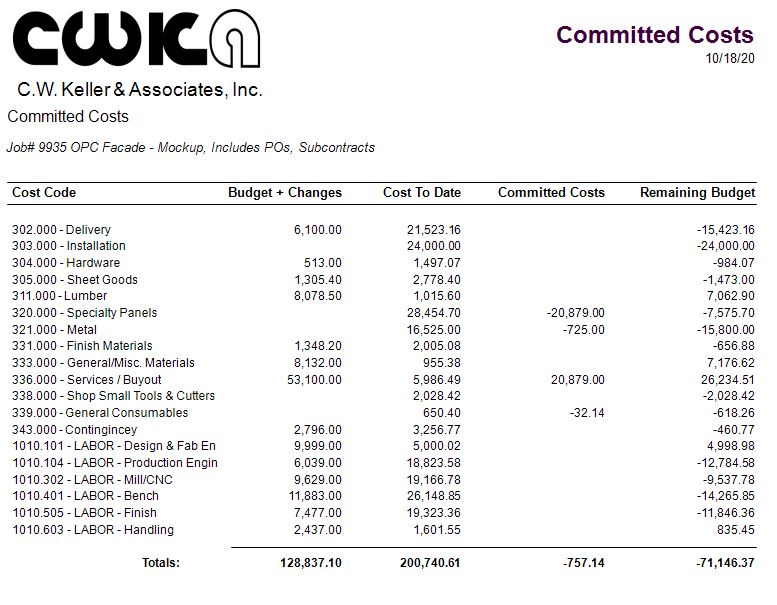 CWKA
Committed Costs
10/18/20
C.W. Keller & Associates, Inc.
Committed Costs
Job# 9935 OPC Facade - Mockup, Includes POs, Subcontracts
Cost Code Budget + Changes Cost To Date Committed Costs Remaining Budget
302.000 - Delivery 6,100.00 21,523.16 -15,423.16
303.000 - Installation 24,000.00 -24,000.00
304.000 - Hardware 513.00 1,497.07 -984.07
305.000 - Sheet Goods 1,305.40 2,778.40 -1,473.00
311.000 - Lumber 8,078.50 1,015.60 7,062.90
320.000 - Specialty Panels 28,454.70 -20,879.00 -7,575.70
321.000 - Metal 16,525.00 -725.00 -15,800.00
331.000 - Finish Materials 1,348.20 2,005.08 -656.88
333.000 - General/Misc. Materials 8,132.00 955.38 7,176.62
336.000 - Services / Buyout 53,100.00 5,986.49 20,879.00 26,234.51
338.000 - Shop Small Tools & Cutters 2,028.42 -2,028.42
339.000 - General Consumables 650.40 -32.14 -618.26
343.000 - Contingincey 2,796.00 3,256.77 -460.77
1010.101 - LABOR - Design & Fab En 9,999.00 5,000.02 4,998.98
1010.104 - LABOR - Production Engin 6,039.00 18,823.58 -12,784.58
1010.302 - LABOR - Mill/CNC 9,629.00 19,166.78 -9,537.78
1010.401 - LABOR - Bench 11,883.00 26,148.85 -14,265.85
1010.505 - LABOR - Finish 7,477.00 19,323.36 -11,846.36
1010.603 - LABOR - Handling 2,437.00 1,601.55 835.45
Totals: 128,837.10 200,740.61 -757.14 -71,146.37